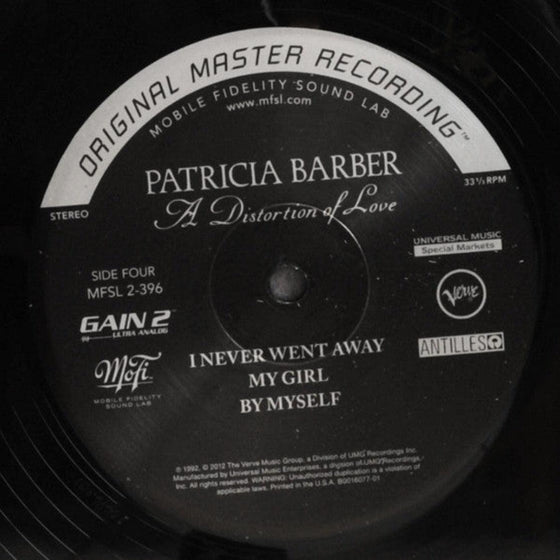 ORIGINAL MASTER RECORDING™
MOBILE FIDELITY SOUND LAB
www.mfsl.com
PATRICIA BARBER
A Distortion of Love
STEREO
33⅓ RPM
UNIVERSAL MUSIC
Special Markets
SIDE FOUR
MFSL 2-396
Verve
GAIN 2™
ULTRA ANALOG
ANTILLES
MoFi
MOBILE FIDELITY
SOUND LAB
I NEVER WENT AWAY
MY GIRL
BY MYSELF
℗ 1992, © 2012 The Verve Music Group, a Division of UMG Recordings Inc.
Manufactured by Universal Music Enterprises, a division of UMG Recordings,
Inc. All rights reserved. WARNING: Unauthorized duplication is a violation of
applicable laws. Printed in the U.S.A. B0016077-01